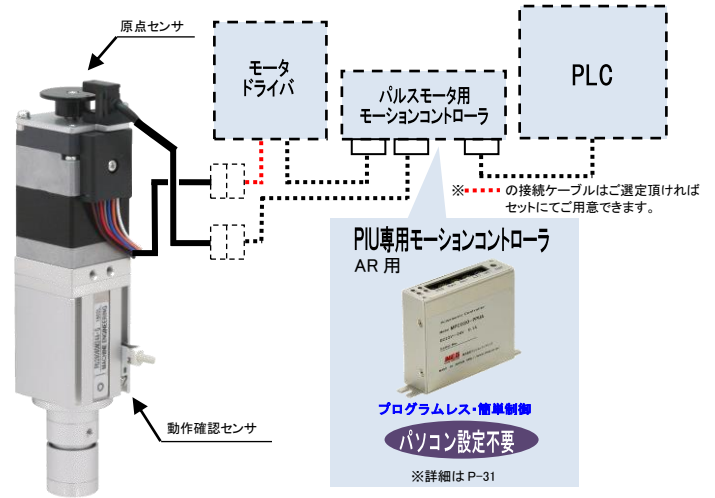 原点センサ
モータ
ドライバ
パルスモータ用
モーションコントローラ
PLC
※ の接続ケーブルはご選定頂ければ
セットにてご用意できます。
PIU専用モーションコントローラ
AR 用
プログラムレス・簡単制御
パソコン設定不要
※詳細は P-31
動作確認センサ
MACHINE ENGINEERING